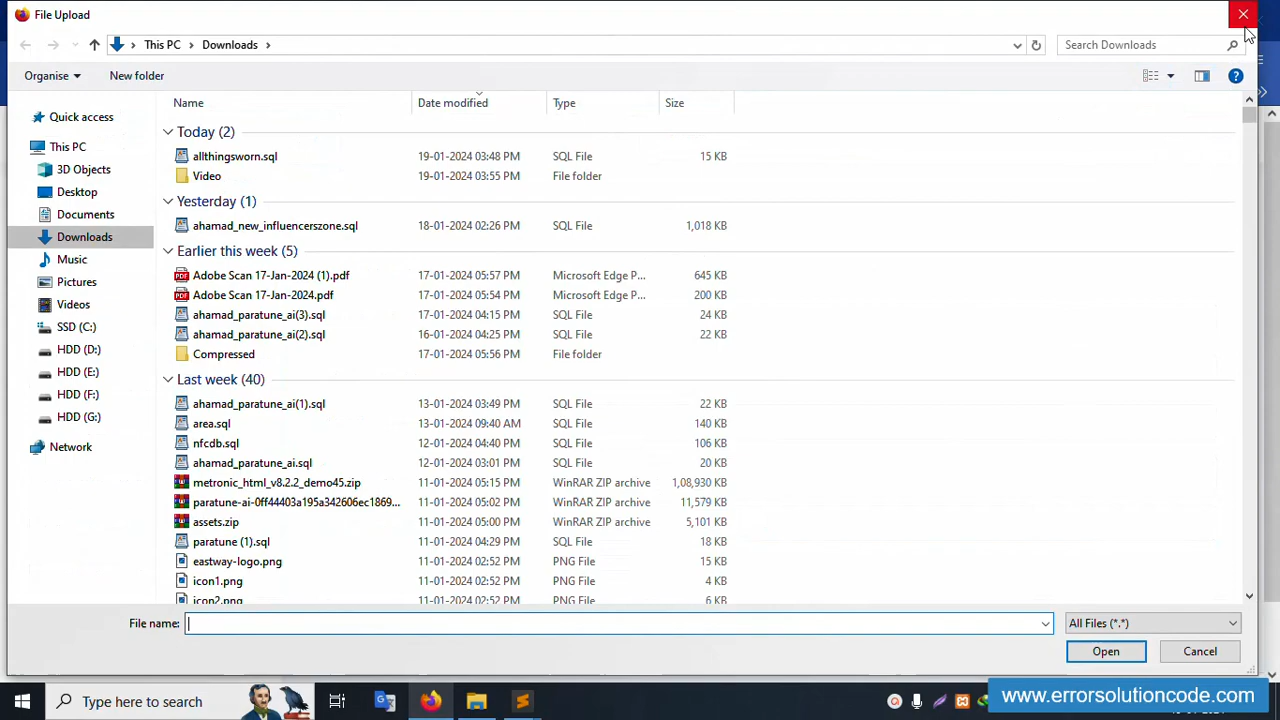 File Upload
This PC
Downloads
Search Downloads
Organise
New folder
Name
Date modified
Type
Size
Quick access
This PC
3D Objects
Desktop
Documents
Downloads
Music
Pictures
Videos
SSD (C:)
HDD (D:)
HDD (E:)
HDD (F:)
HDD (G:)
Network
Today (2)
allthingsworn.sql 19-01-2024 03:48 PM SQL File 15 KB
Video 19-01-2024 03:55 PM File folder
Yesterday (1)
ahamad_new_influencerszone.sql 18-01-2024 02:26 PM SQL File 1,018 KB
Earlier this week (5)
Adobe Scan 17-Jan-2024 (1).pdf 17-01-2024 05:57 PM Microsoft Edge P... 645 KB
Adobe Scan 17-Jan-2024.pdf 17-01-2024 05:54 PM Microsoft Edge P... 200 KB
ahamad_paratune_ai(3).sql 17-01-2024 04:15 PM SQL File 24 KB
ahamad_paratune_ai(2).sql 16-01-2024 04:25 PM SQL File 22 KB
Compressed 17-01-2024 05:56 PM File folder
Last week (40)
ahamad_paratune_ai(1).sql 13-01-2024 03:49 PM SQL File 22 KB
area.sql 13-01-2024 09:40 AM SQL File 140 KB
nfcdb.sql 12-01-2024 04:40 PM SQL File 106 KB
ahamad_paratune_ai.sql 12-01-2024 03:01 PM SQL File 20 KB
metronic_html_v8.2.2_demo45.zip 11-01-2024 05:15 PM WinRAR ZIP archive 1,08,930 KB
paratune-ai-0ff44403a195a342606ec1869... 11-01-2024 05:02 PM WinRAR ZIP archive 11,579 KB
assets.zip 11-01-2024 05:00 PM WinRAR ZIP archive 5,101 KB
paratune (1).sql 11-01-2024 04:29 PM SQL File 18 KB
eastway-logo.png 11-01-2024 02:52 PM PNG File 15 KB
icon1.png 11-01-2024 02:52 PM PNG File 4 KB
icon2.png 11-01-2024 02:52 PM PNG File 6 KB
File name:
All Files (*.*)
Open
Cancel
Type here to search
www.errorsolutioncode.com